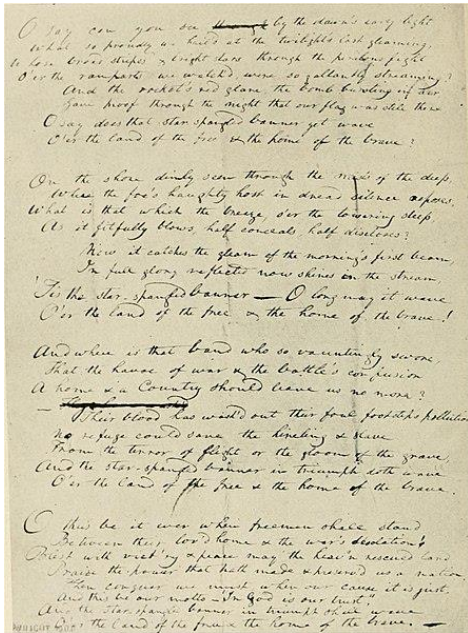 O say can you see by the dawn's early light
What so proudly we hail'd at the twilight's last gleaming,
Whose broad stripes & bright stars through the perilous fight
O'er the ramparts we watch'd, were so gallantly streaming?
And the rocket's red glare, the bomb bursting in air
Gave proof through the night that our flag was still there
O say does that star-spangled banner yet wave
O'er the land of the free & the home of the brave?
On the shore dimly seen through the mists of the deep,
Where the foe's haughty host in dread silence reposes,
What is that which the breeze, o'er the towering steep
As it fitfully blows, half conceals half discloses?
Now it catches the gleam of the morning's first beam,
In full glory reflected now shines in the stream,
'Tis the star-spangled banner — O long may it wave
O'er the land of the free & the home of the brave!
And where is that band who so vauntingly swore,
That the havoc of war & the battle's confusion
A home & a Country should leave us no more?
—
Their blood has wash'd out their foul footsteps pollution
No refuge could save the hireling & slave
From the terror of flight or the gloom of the grave,
And the star-spangled banner in triumph doth wave
O'er the land of the free & the home of the brave.
O thus be it ever when freemen shall stand
Between their lov'd home & the war's desolation!
Blest with vict'ry & peace may the heav'n rescued land
Praise the power that hath made & preserv'd us a nation!
Then conquer we must, when our cause it is just,
And this be our motto - "In God is our trust,"
And the star-spangled banner in triumph shall wave
O'er the land of the free & the home of the brave. —